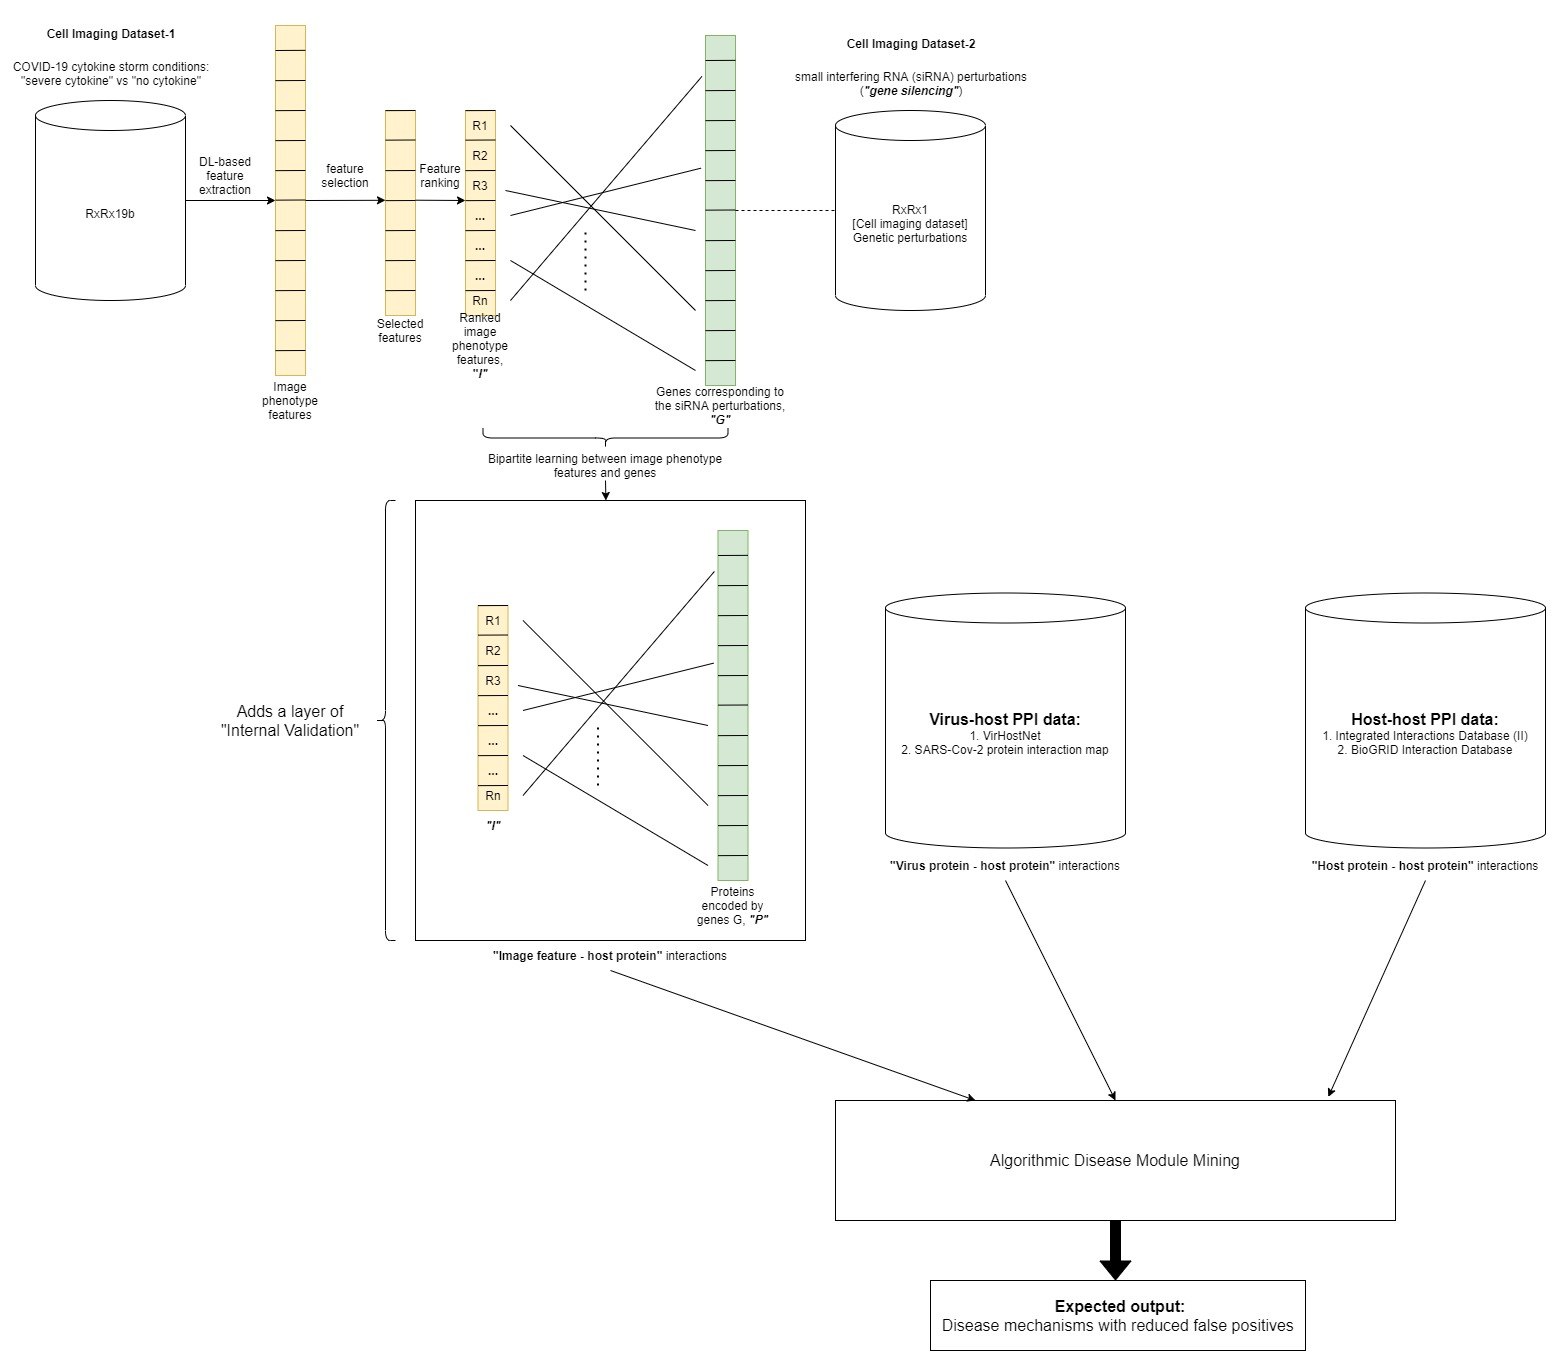 Cell Imaging Dataset-1
COVID-19 cytokine storm conditions:
"severe cytokine" vs "no cytokine"
RxRx19b
DL-based
feature
extraction
Image
phenotype
features
feature
selection
Selected
features
Feature
ranking
R1
R2
R3
...
...
...
Rn
Ranked
image
phenotype
features,
"I"
Genes corresponding to
the siRNA perturbations,
"G"
Cell Imaging Dataset-2
small interfering RNA (siRNA) perturbations
("gene silencing")
RxRx1
[Cell imaging dataset]
Genetic perturbations
Bipartite learning between image phenotype
features and genes
Adds a layer of
"Internal Validation"
R1
R2
R3
...
...
...
Rn
"I"
Proteins
encoded by
genes G, "P"
"Image feature - host protein" interactions
Virus-host PPI data:
1. VirHostNet
2. SARS-Cov-2 protein interaction map
"Virus protein - host protein" interactions
Host-host PPI data:
1. Integrated Interactions Database (II)
2. BioGRID Interaction Database
"Host protein - host protein" interactions
Algorithmic Disease Module Mining
Expected output:
Disease mechanisms with reduced false positives